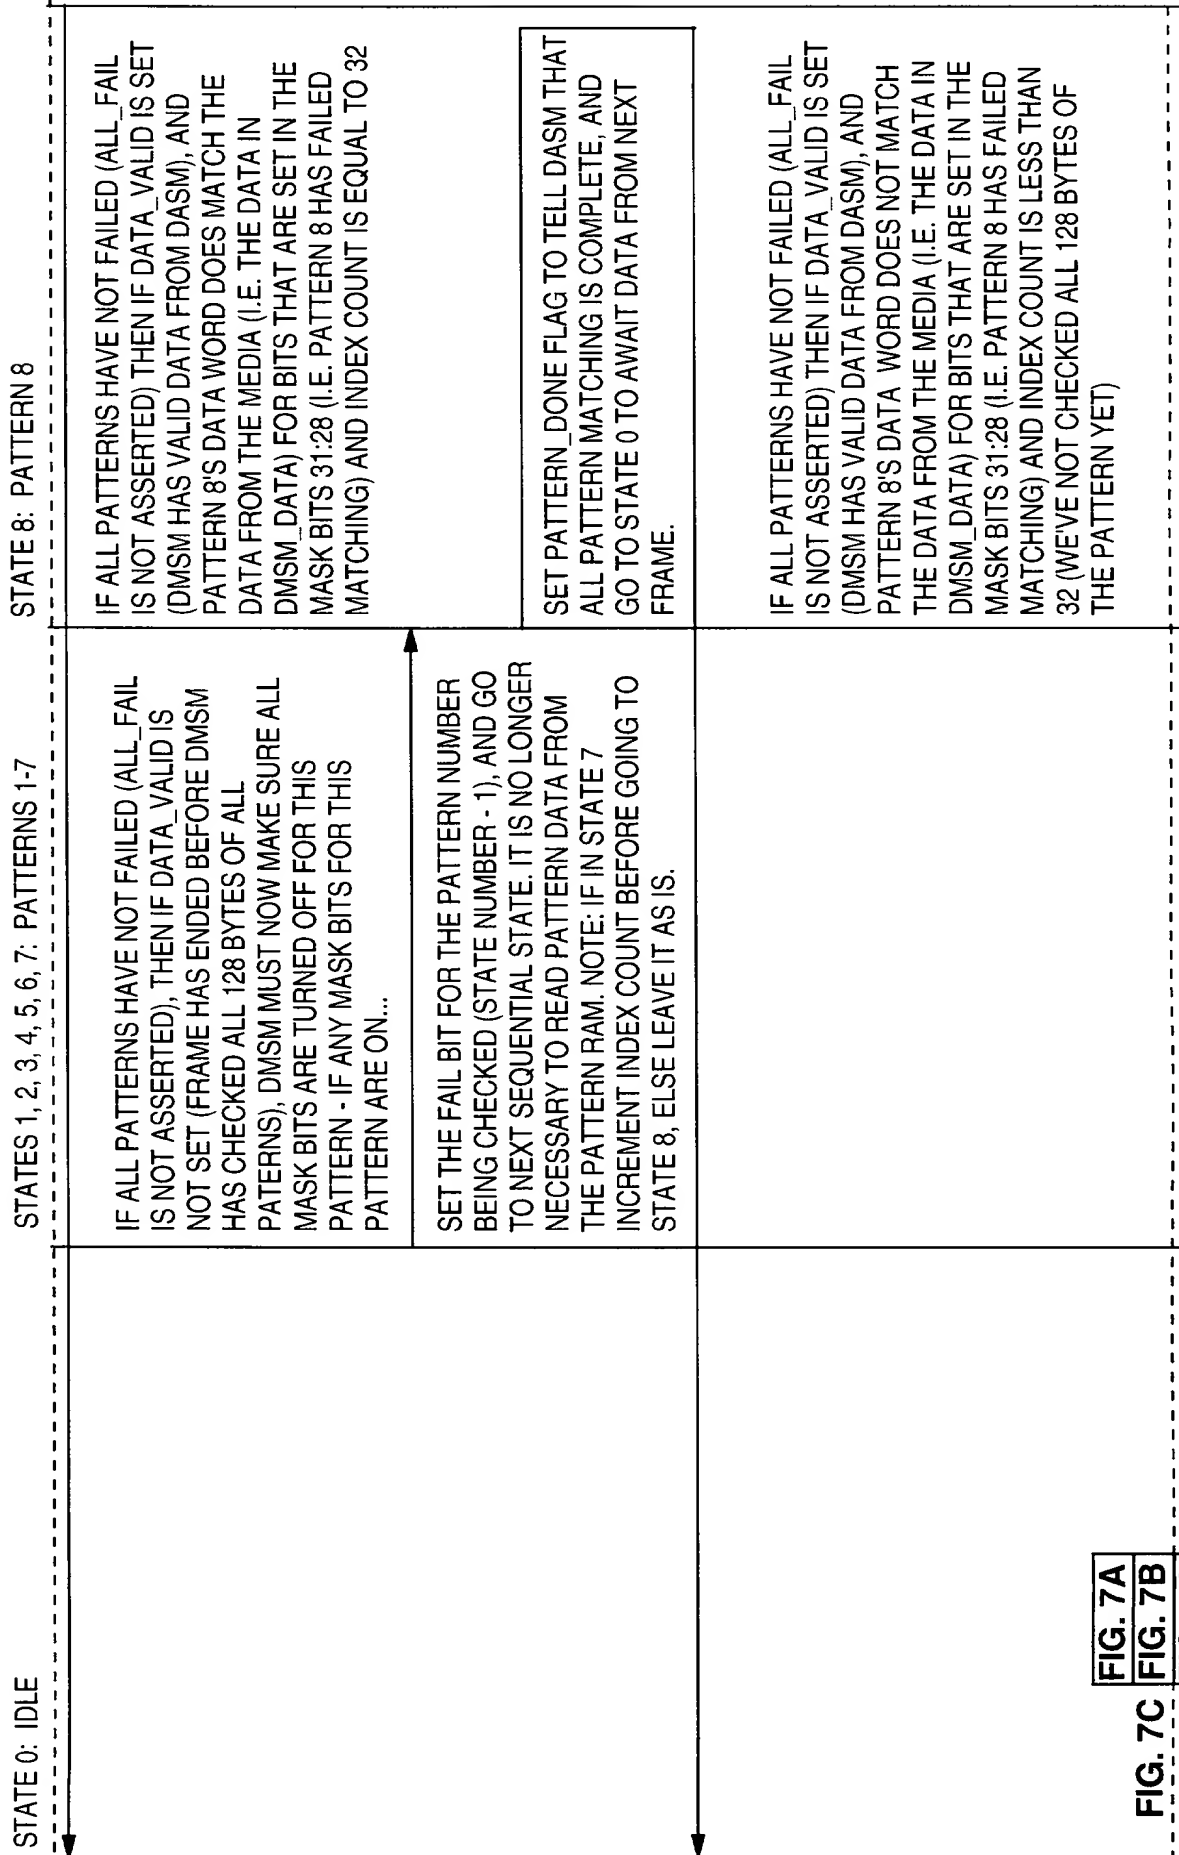 STATE 0: IDLE
STATES 1, 2, 3, 4, 5, 6, 7: PATTERNS 1-7
STATE 8: PATTERN 8
IF ALL PATTERNS HAVE NOT FAILED (ALL_FAIL
IS NOT ASSERTED), THEN IF DATA_VALID IS
NOT SET (FRAME HAS ENDED BEFORE DMSM
HAS CHECKED ALL 128 BYTES OF ALL
PATERNS), DMSM MUST NOW MAKE SURE ALL
MASK BITS ARE TURNED OFF FOR THIS
PATTERN - IF ANY MASK BITS FOR THIS
PATTERN ARE ON...
SET THE FAIL BIT FOR THE PATTERN NUMBER
BEING CHECKED (STATE NUMBER - 1), AND GO
TO NEXT SEQUENTIAL STATE. IT IS NO LONGER
NECESSARY TO READ PATTERN DATA FROM
THE PATTERN RAM. NOTE: IF IN STATE 7
INCREMENT INDEX COUNT BEFORE GOING TO
STATE 8, ELSE LEAVE IT AS IS.
IF ALL PATTERNS HAVE NOT FAILED (ALL_FAIL
IS NOT ASSERTED) THEN IF DATA_VALID IS SET
(DMSM HAS VALID DATA FROM DASM), AND
PATTERN 8'S DATA WORD DOES MATCH THE
DATA FROM THE MEDIA (I.E. THE DATA IN
DMSM_DATA) FOR BITS THAT ARE SET IN THE
MASK BITS 31:28 (I.E. PATTERN 8 HAS FAILED
MATCHING) AND INDEX COUNT IS EQUAL TO 32
SET PATTERN_DONE FLAG TO TELL DASM THAT
ALL PATTERN MATCHING IS COMPLETE, AND
GO TO STATE 0 TO AWAIT DATA FROM NEXT
FRAME.
IF ALL PATTERNS HAVE NOT FAILED (ALL_FAIL
IS NOT ASSERTED) THEN IF DATA_VALID IS SET
(DMSM HAS VALID DATA FROM DASM), AND
PATTERN 8'S DATA WORD DOES NOT MATCH
THE DATA FROM THE MEDIA (I.E. THE DATA IN
DMSM_DATA) FOR BITS THAT ARE SET IN THE
MASK BITS 31:28 (I.E. PATTERN 8 HAS FAILED
MATCHING) AND INDEX COUNT IS LESS THAN
32 (WE'VE NOT CHECKED ALL 128 BYTES OF
THE PATTERN YET)
FIG. 7A
FIG. 7B
FIG. 7C